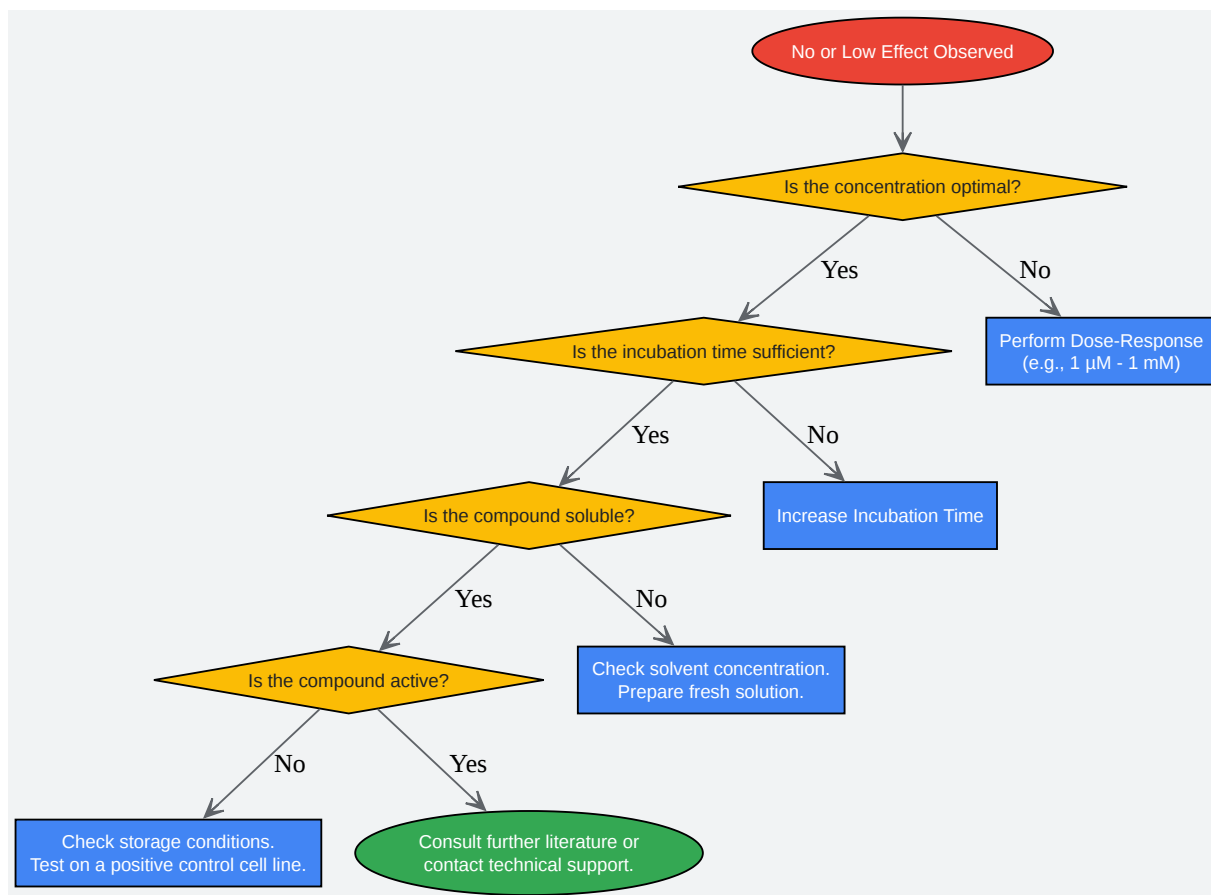 No or Low Effect Observed
Is the concentration optimal?
Yes
No
Is the incubation time sufficient?
Perform Dose-Response
(e.g., 1 µM - 1 mM)
Yes
No
Is the compound soluble?
Increase Incubation Time
Yes
No
Is the compound active?
Check solvent concentration.
Prepare fresh solution.
No
Yes
Check storage conditions.
Test on a positive control cell line.
Consult further literature or
contact technical support.